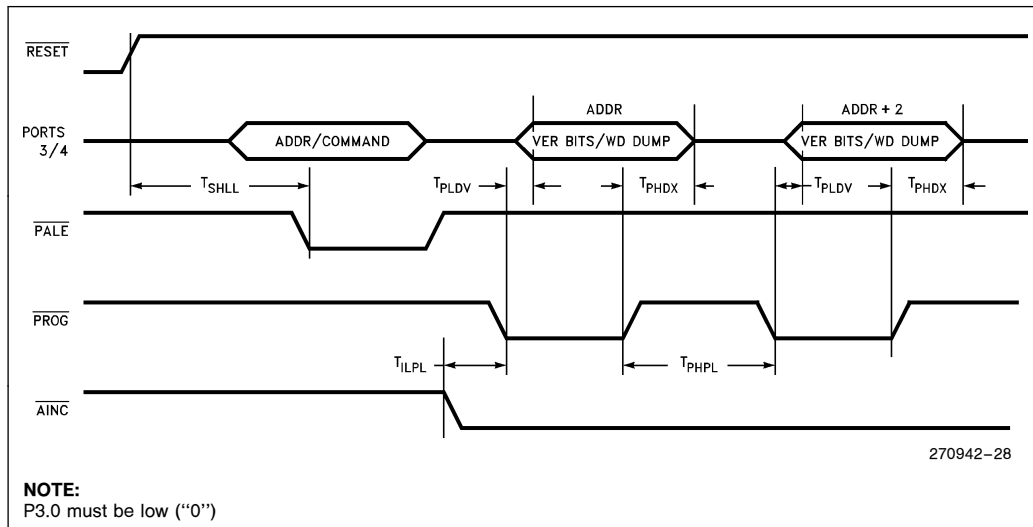 RESET
ADDR
ADDR + 2
PORTS
3/4
ADDR/COMMAND
VER BITS/WD DUMP
VER BITS/WD DUMP
TSHLL
TPLDV
TPHDX
TPLDV
TPHDX
PALE
PROG
TILPL
TPHPL
AINC
270942–28
NOTE:
P3.0 must be low (‘‘0’’)